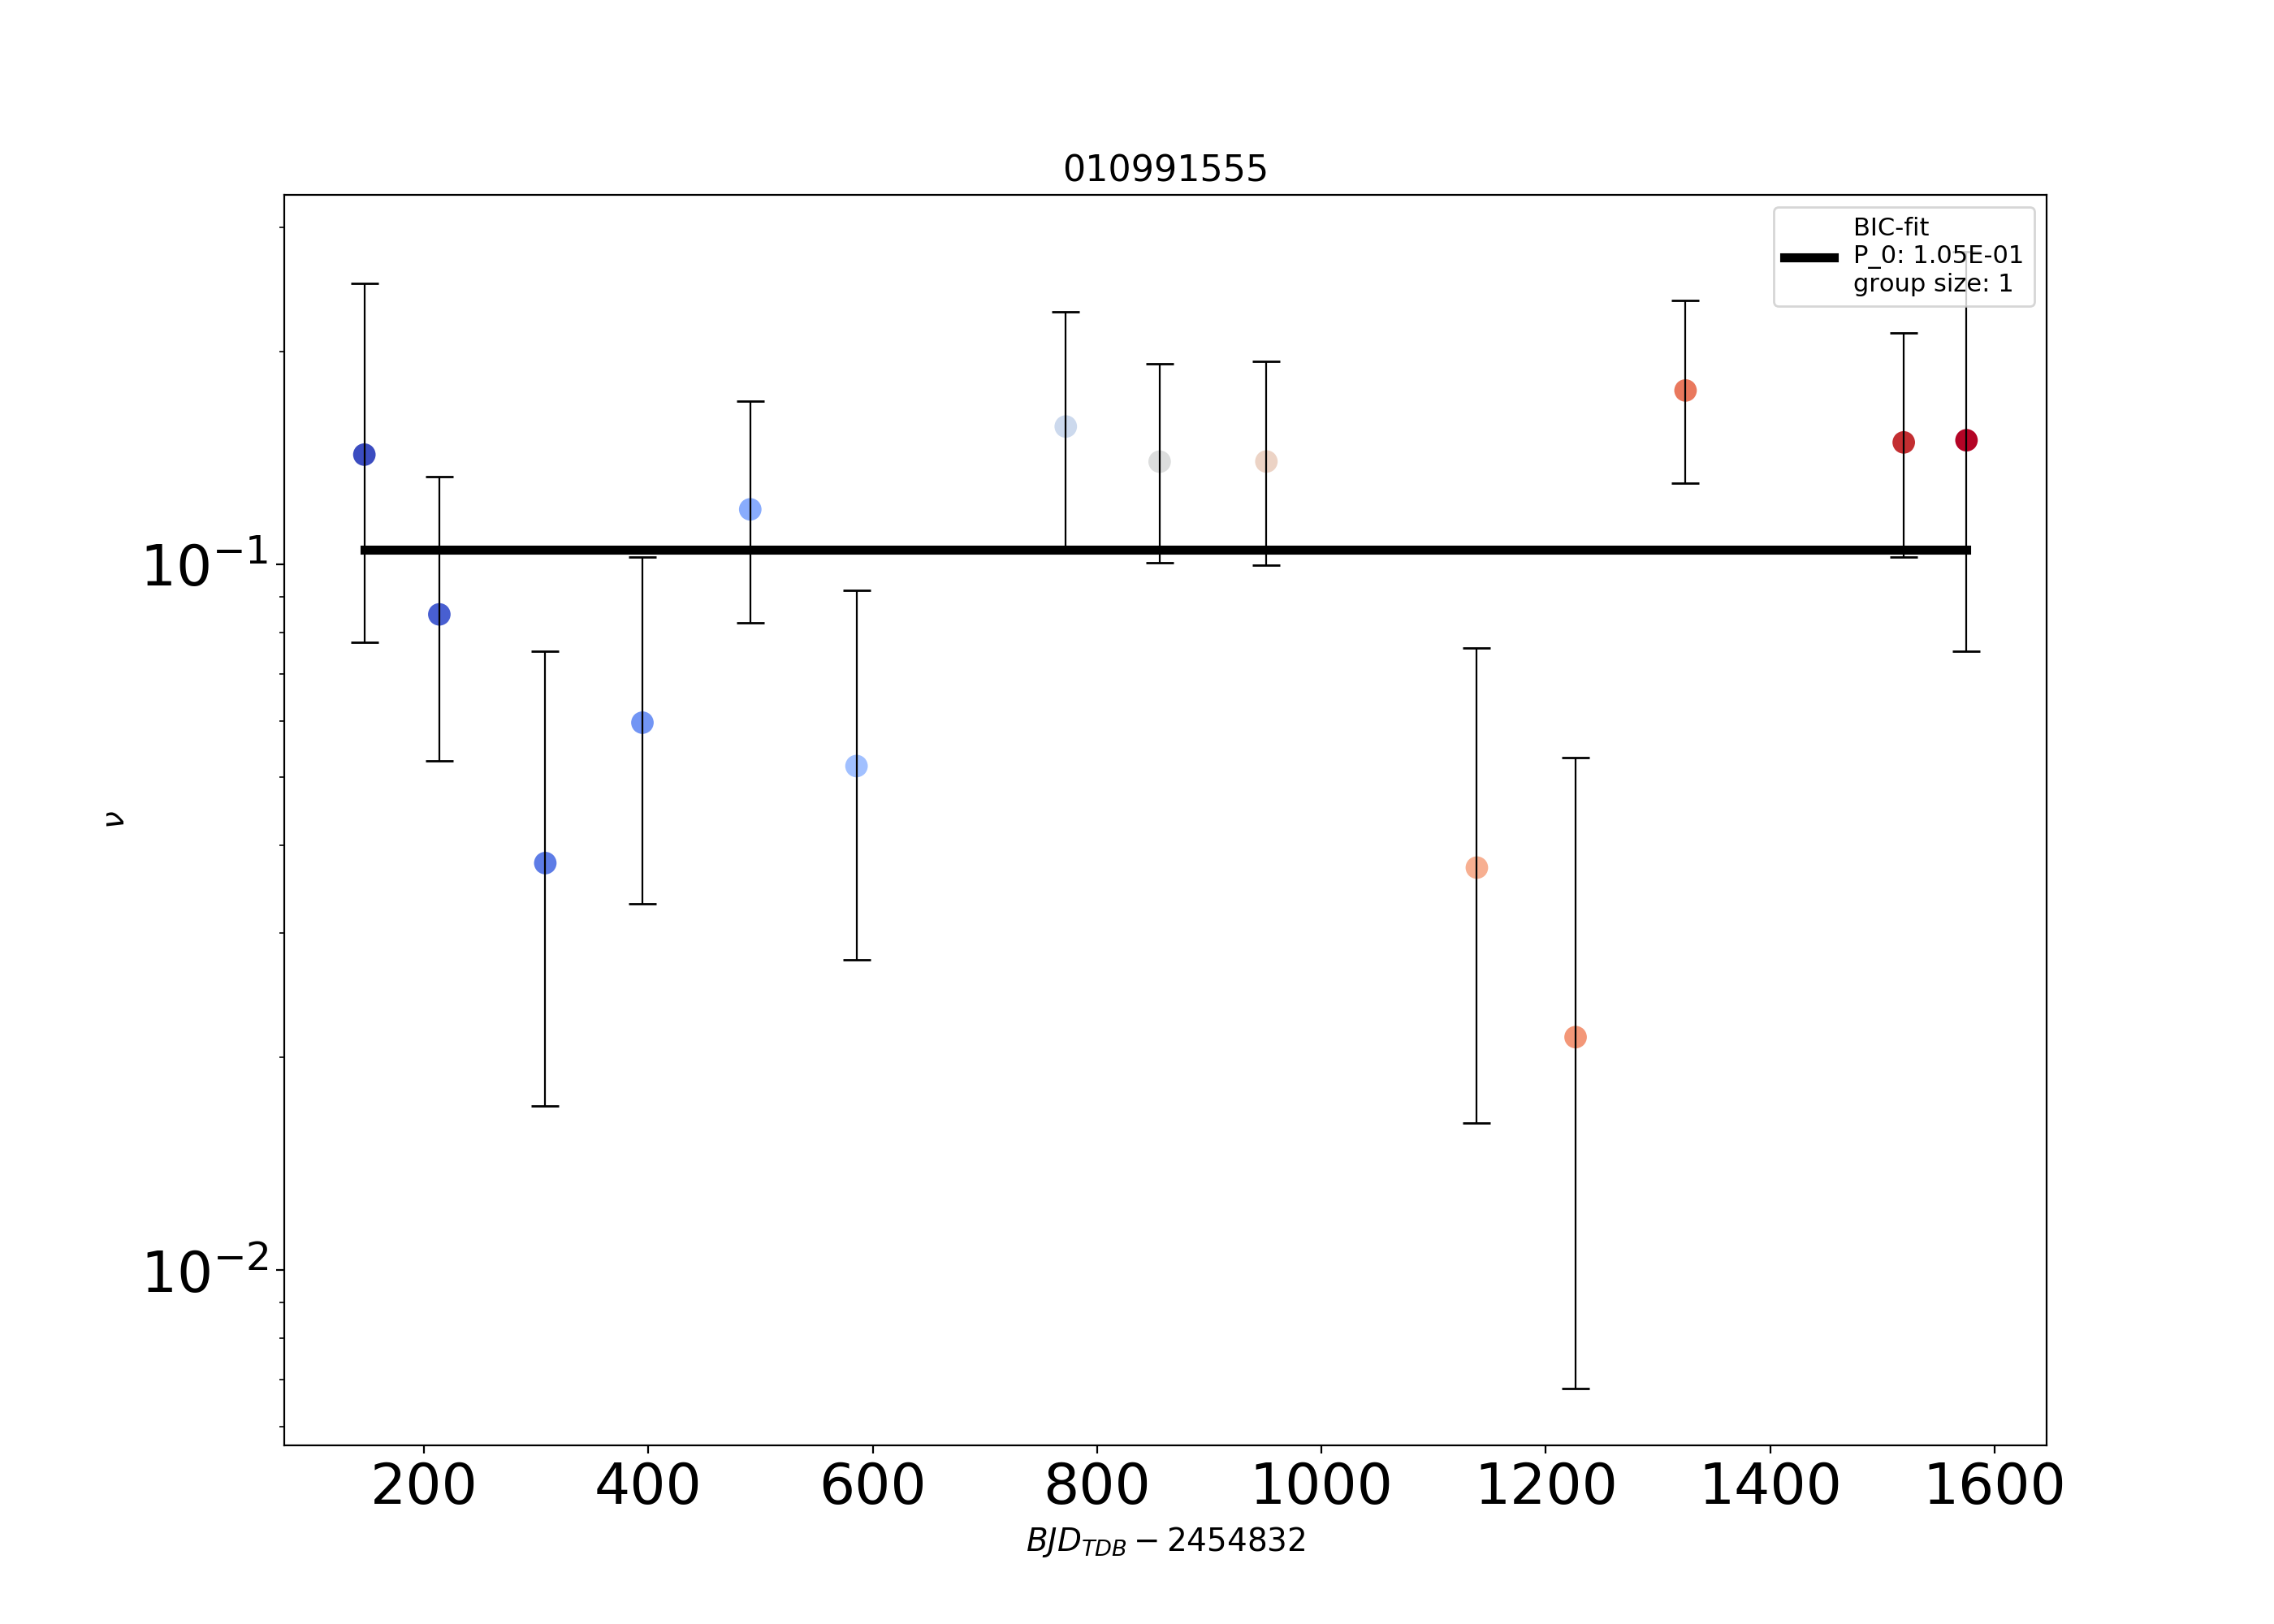 010991555
BIC-fit
P_0: 1.05E-01
group size: 1
10⁻¹
ν
10⁻²
200 400 600 800 1000 1200 1400 1600
BJD_TDB − 2454832